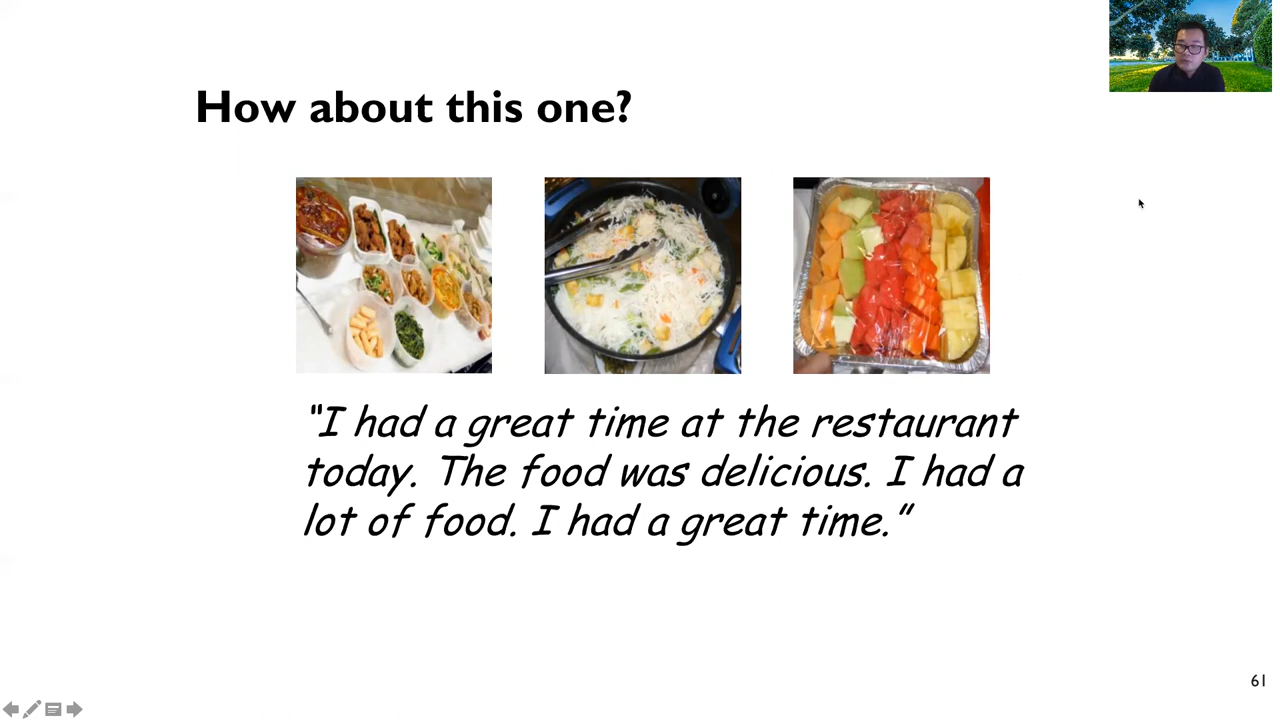 How about this one?
“I had a great time at the restaurant
today. The food was delicious. I had a
lot of food. I had a great time.”
61